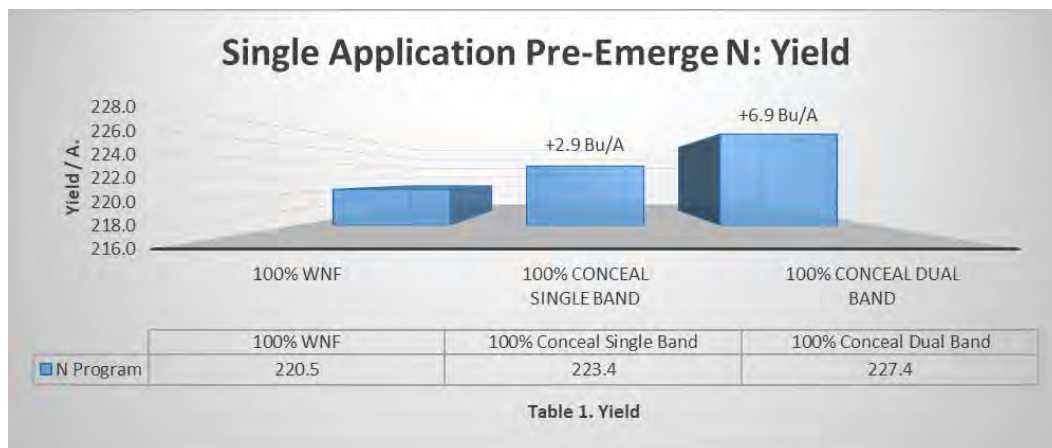 Single Application Pre-Emerge N: Yield
Yield / A.
228.0
226.0
224.0
222.0
220.0
218.0
216.0
+2.9 Bu/A
+6.9 Bu/A
100% WNF
100% CONCEAL
SINGLE BAND
100% CONCEAL DUAL
BAND
100% WNF 100% Conceal Single Band 100% Conceal Dual Band
N Program 220.5 223.4 227.4
Table 1. Yield